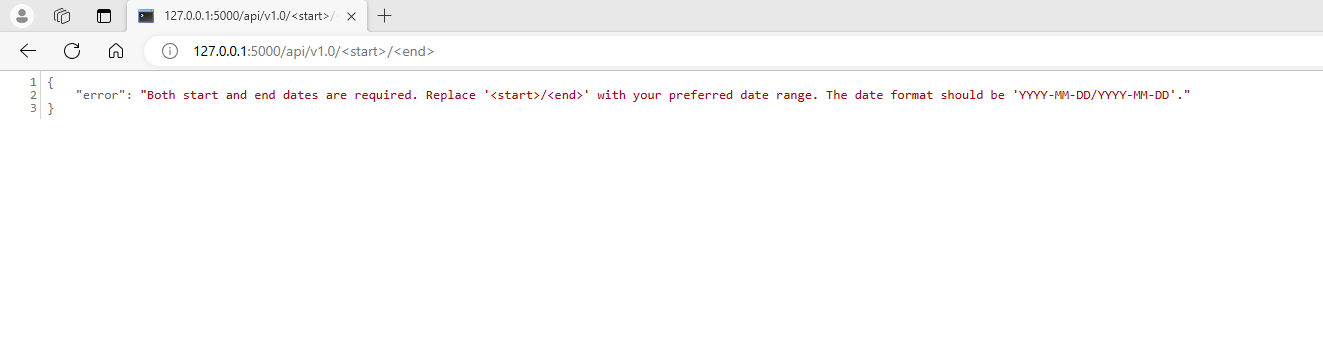 127.0.0.1:5000/api/v1.0/<start>/
127.0.0.1:5000/api/v1.0/<start>/<end>
1 {
2 "error": "Both start and end dates are required. Replace '<start>/<end>' with your preferred date range. The date format should be 'YYYY-MM-DD/YYYY-MM-DD'."
3 }